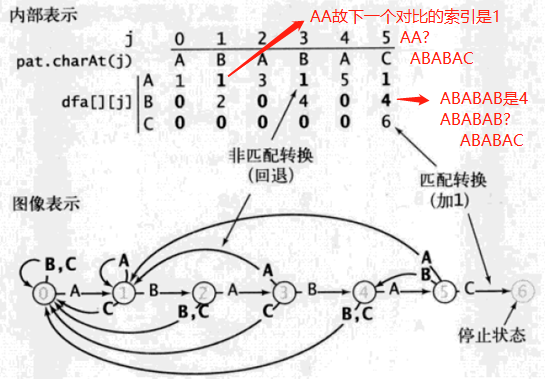 内部表示
AA故下一个对比的索引是1
j 0 1 2 3 4 5
AA?
pat.charAt(j) A B A B A C
ABABAC
A 1 1 3 1 5 1
dfa[][j] B 0 2 0 4 0 4
ABABAB是4
C 0 0 0 0 0 6
ABABAB?
ABABAC
非匹配转换
(回退)
匹配转换
(加1)
图像表示
B,C A A A
B
0 A 1 B 2 A 3 B 4 A 5 C 6
C B,C C B,C
停止状态